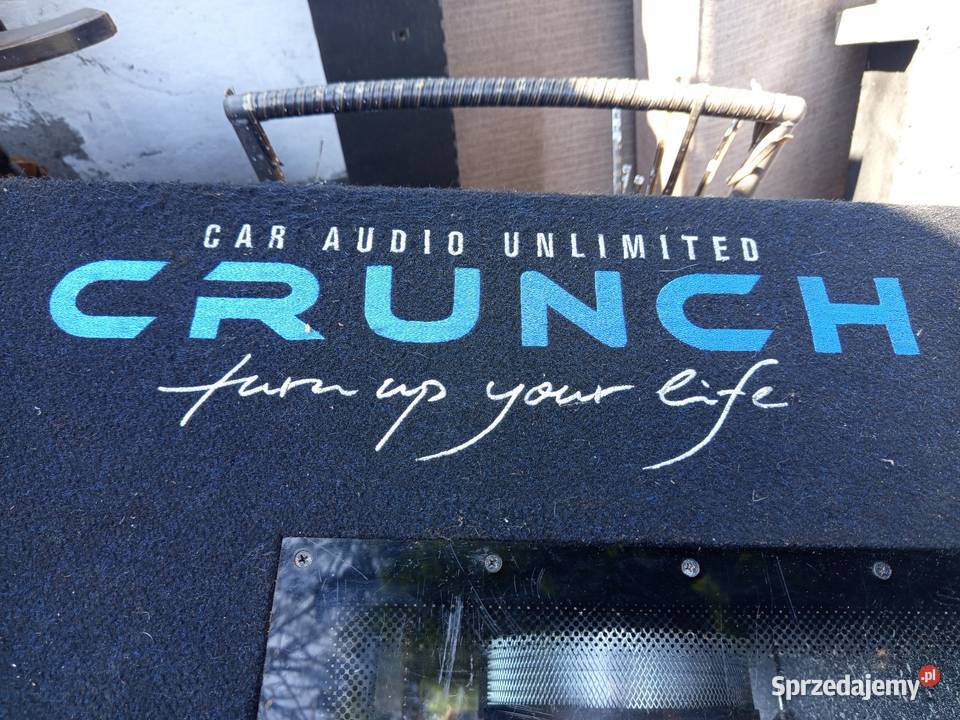 CAR AUDIO UNLIMITED
CRUNCH
turn up your life
Sprzedajemy.pl